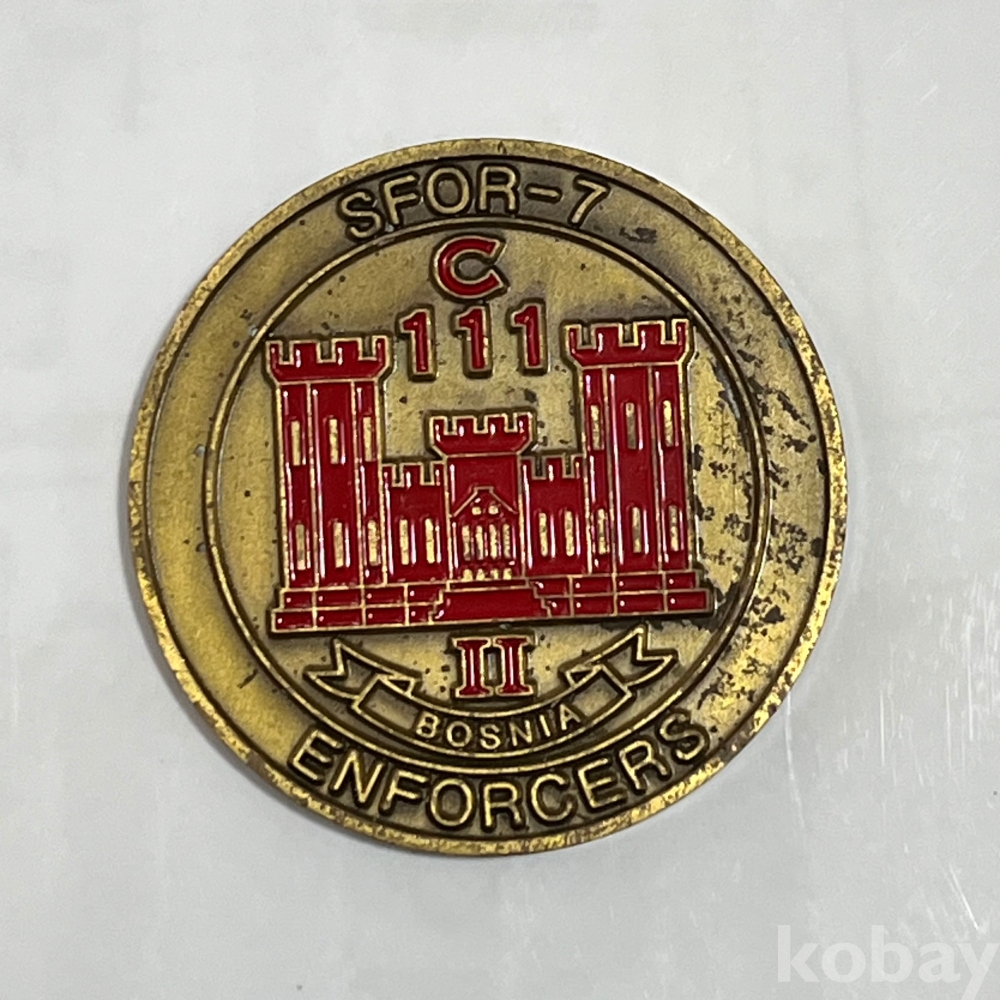 SFOR-7
C
111
II
BOSNIA
ENFORCERS
kobay